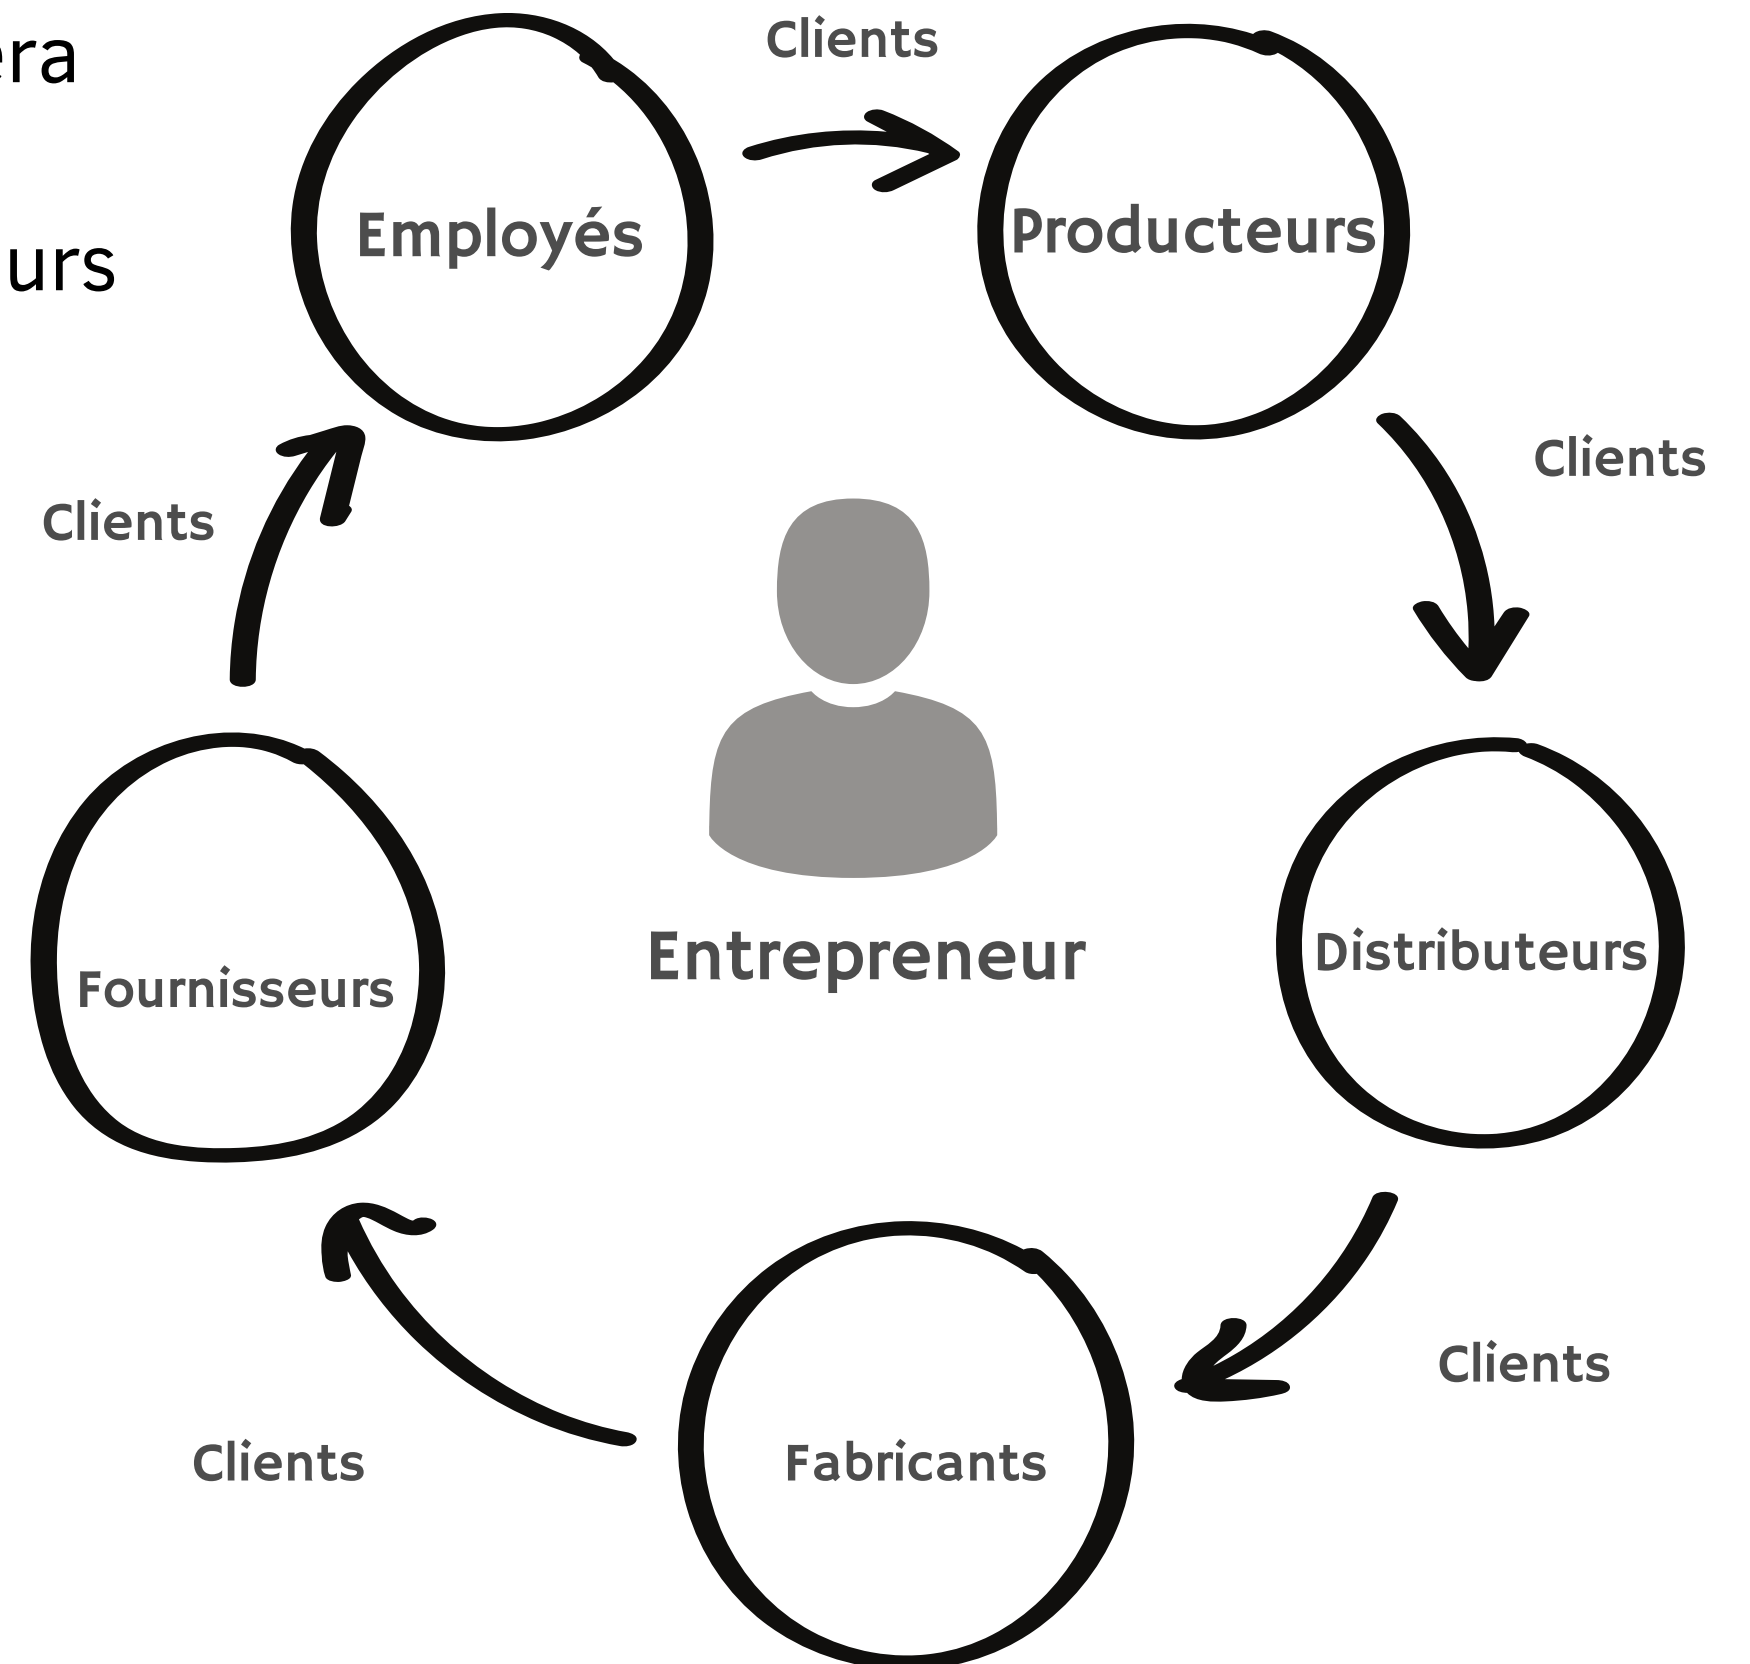 era
Clients
Employés
Producteurs
urs
Clients
Clients
Entrepreneur
Distributeurs
Fournisseurs
Clients
Clients
Fabricants